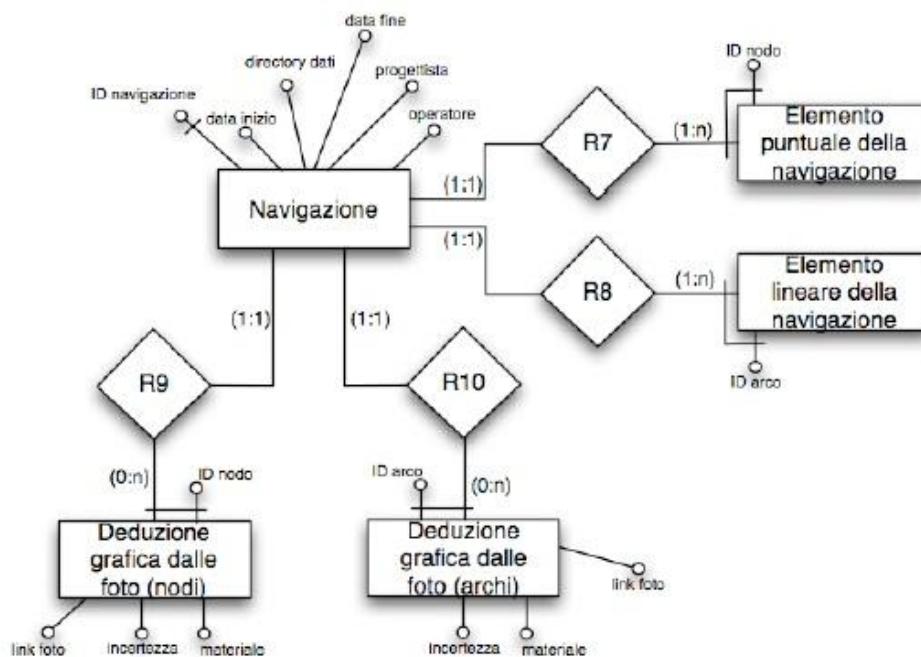 data fine
directory dati
progettista
ID navigazione
data inizio
operatore
ID nodo
Navigazione
R7
(1:1)
(1:n)
Elemento
puntuale della
navigazione
(1:1)
R8
(1:n)
Elemento
lineare della
navigazione
ID arco
(1:1)
(1:1)
R9
R10
(0:n)
ID nodo
ID arco
(0:n)
Deduzione
grafica dalle
foto (nodi)
Deduzione
grafica dalle
foto (archi)
link foto
link foto
incertezza
materiale
incertezza
materiale